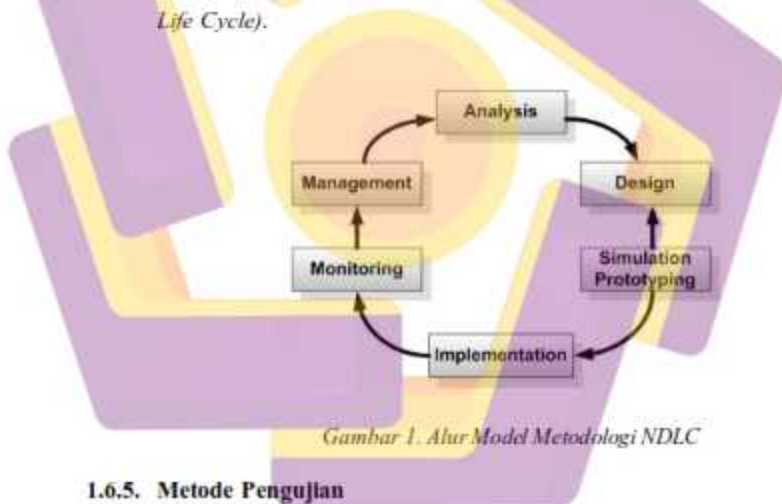 Life Cycle).
Analysis
Management
Design
Monitoring
Simulation
Prototyping
Implementation
Gambar 1. Alur Model Metodologi NDLC
1.6.5. Metode Pengujian